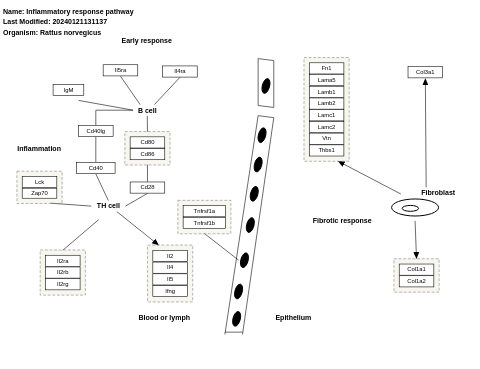 Name: Inflammatory response pathway
Last Modified: 20240121131137
Organism: Rattus norvegicus
Early response
Il5ra
Il4ra
IgM
B cell
Cd40lg
Cd80
Cd86
Inflammation
Cd40
Lck
Zap70
Cd28
TH cell
Tnfrsf1a
Tnfrsf1b
Il2ra
Il2rb
Il2rg
Il2
Il4
Il5
Ifng
Blood or lymph
Epithelium
Fn1
Lama5
Lamb1
Lamb2
Lamc1
Lamc2
Vtn
Thbs1
Fibrotic response
Col3a1
Fibroblast
Col1a1
Col1a2